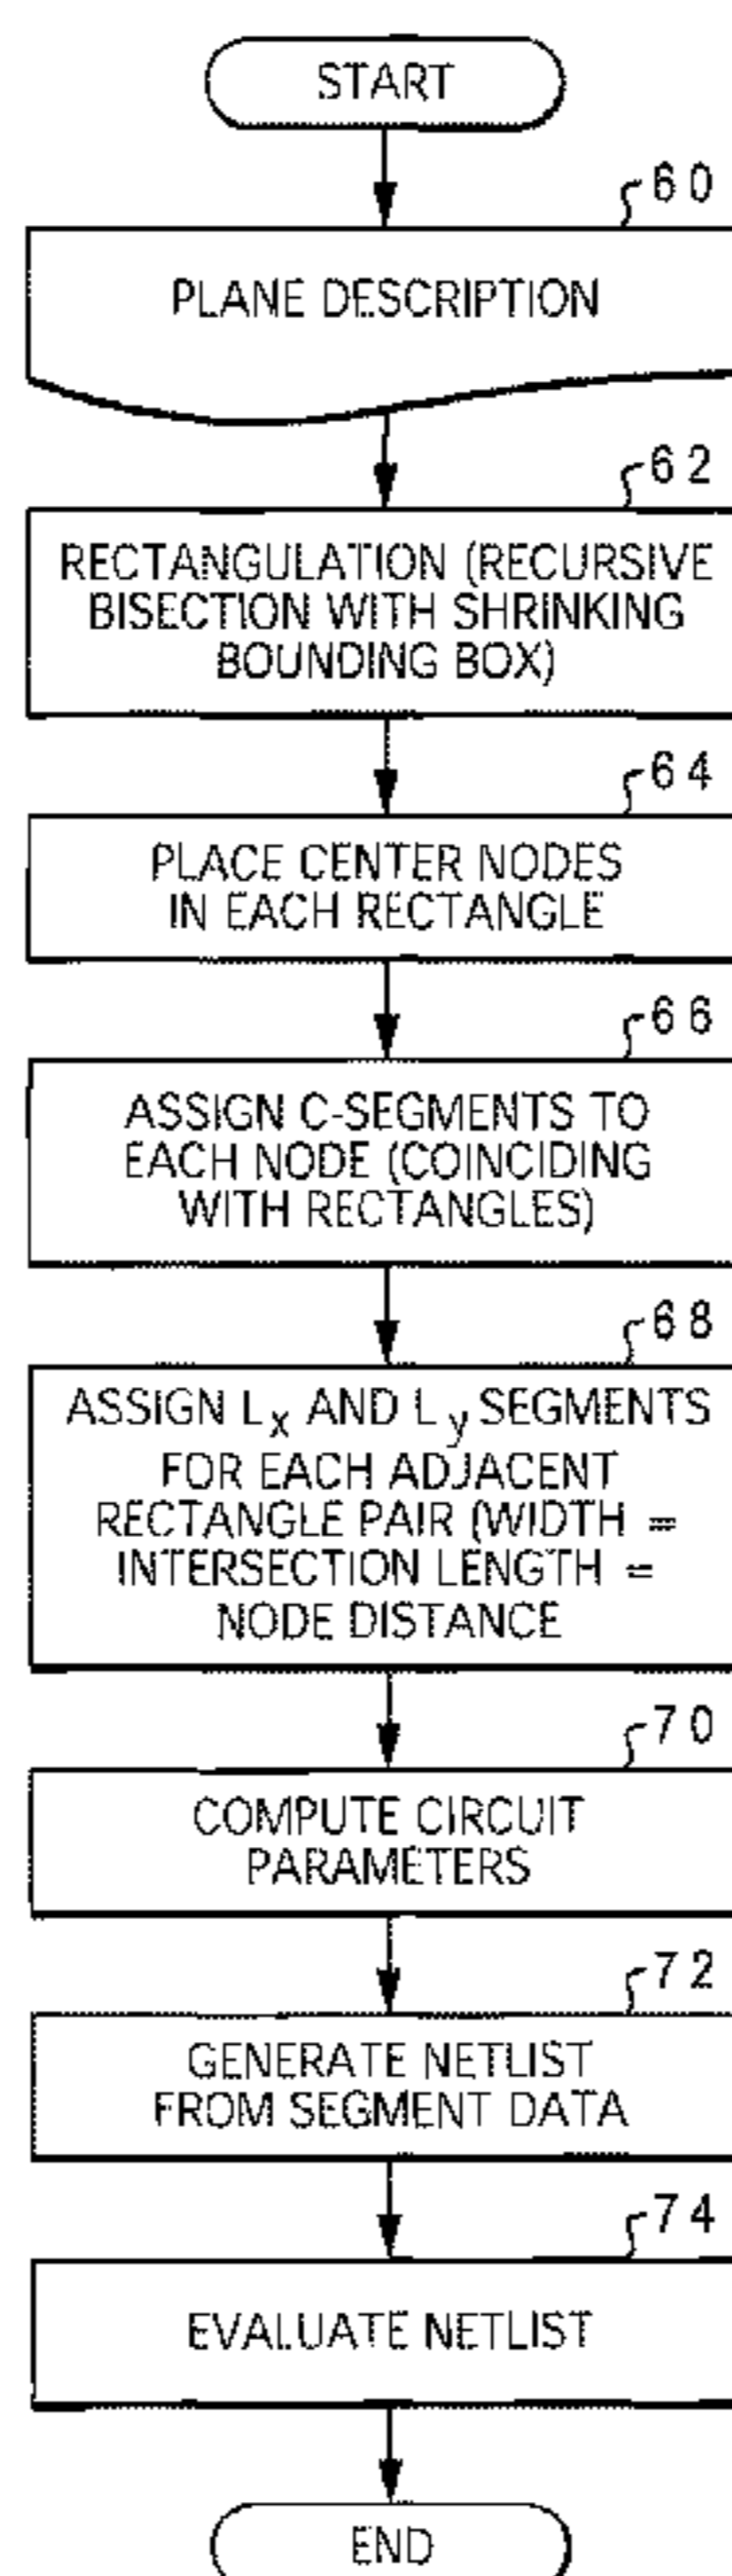 START
60
PLANE DESCRIPTION
62
RECTANGULATION (RECURSIVE
BISECTION WITH SHRINKING
BOUNDING BOX)
64
PLACE CENTER NODES
IN EACH RECTANGLE
66
ASSIGN C-SEGMENTS TO
EACH NODE (COINCIDING
WITH RECTANGLES)
68
ASSIGN Lx AND Ly SEGMENTS
FOR EACH ADJACENT
RECTANGLE PAIR (WIDTH =
INTERSECTION LENGTH =
NODE DISTANCE
70
COMPUTE CIRCUIT
PARAMETERS
72
GENERATE NETLIST
FROM SEGMENT DATA
74
EVALUATE NETLIST
END